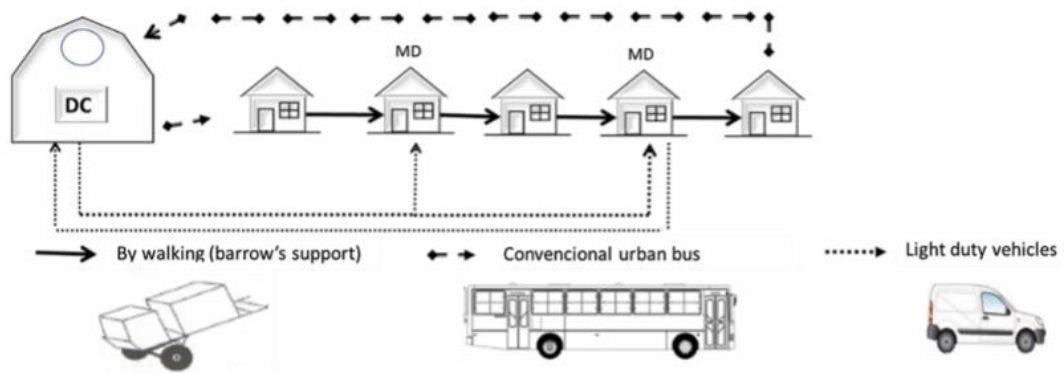 MD
MD
DC
By walking (barrow's support)
Convencional urban bus
Light duty vehicles